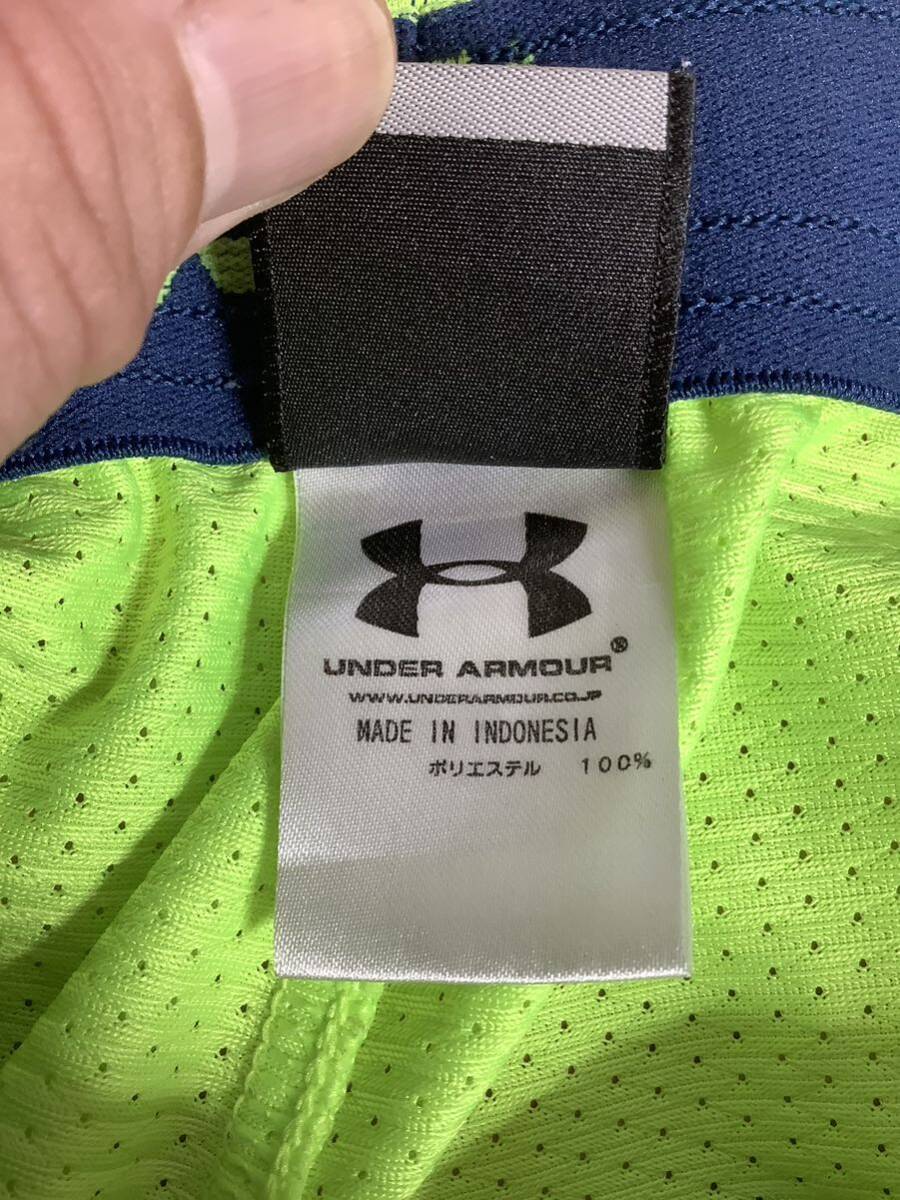 UNDER ARMOUR®
WWW.UNDERARMOUR.CO.JP
MADE IN INDONESIA
ポリエステル 100%